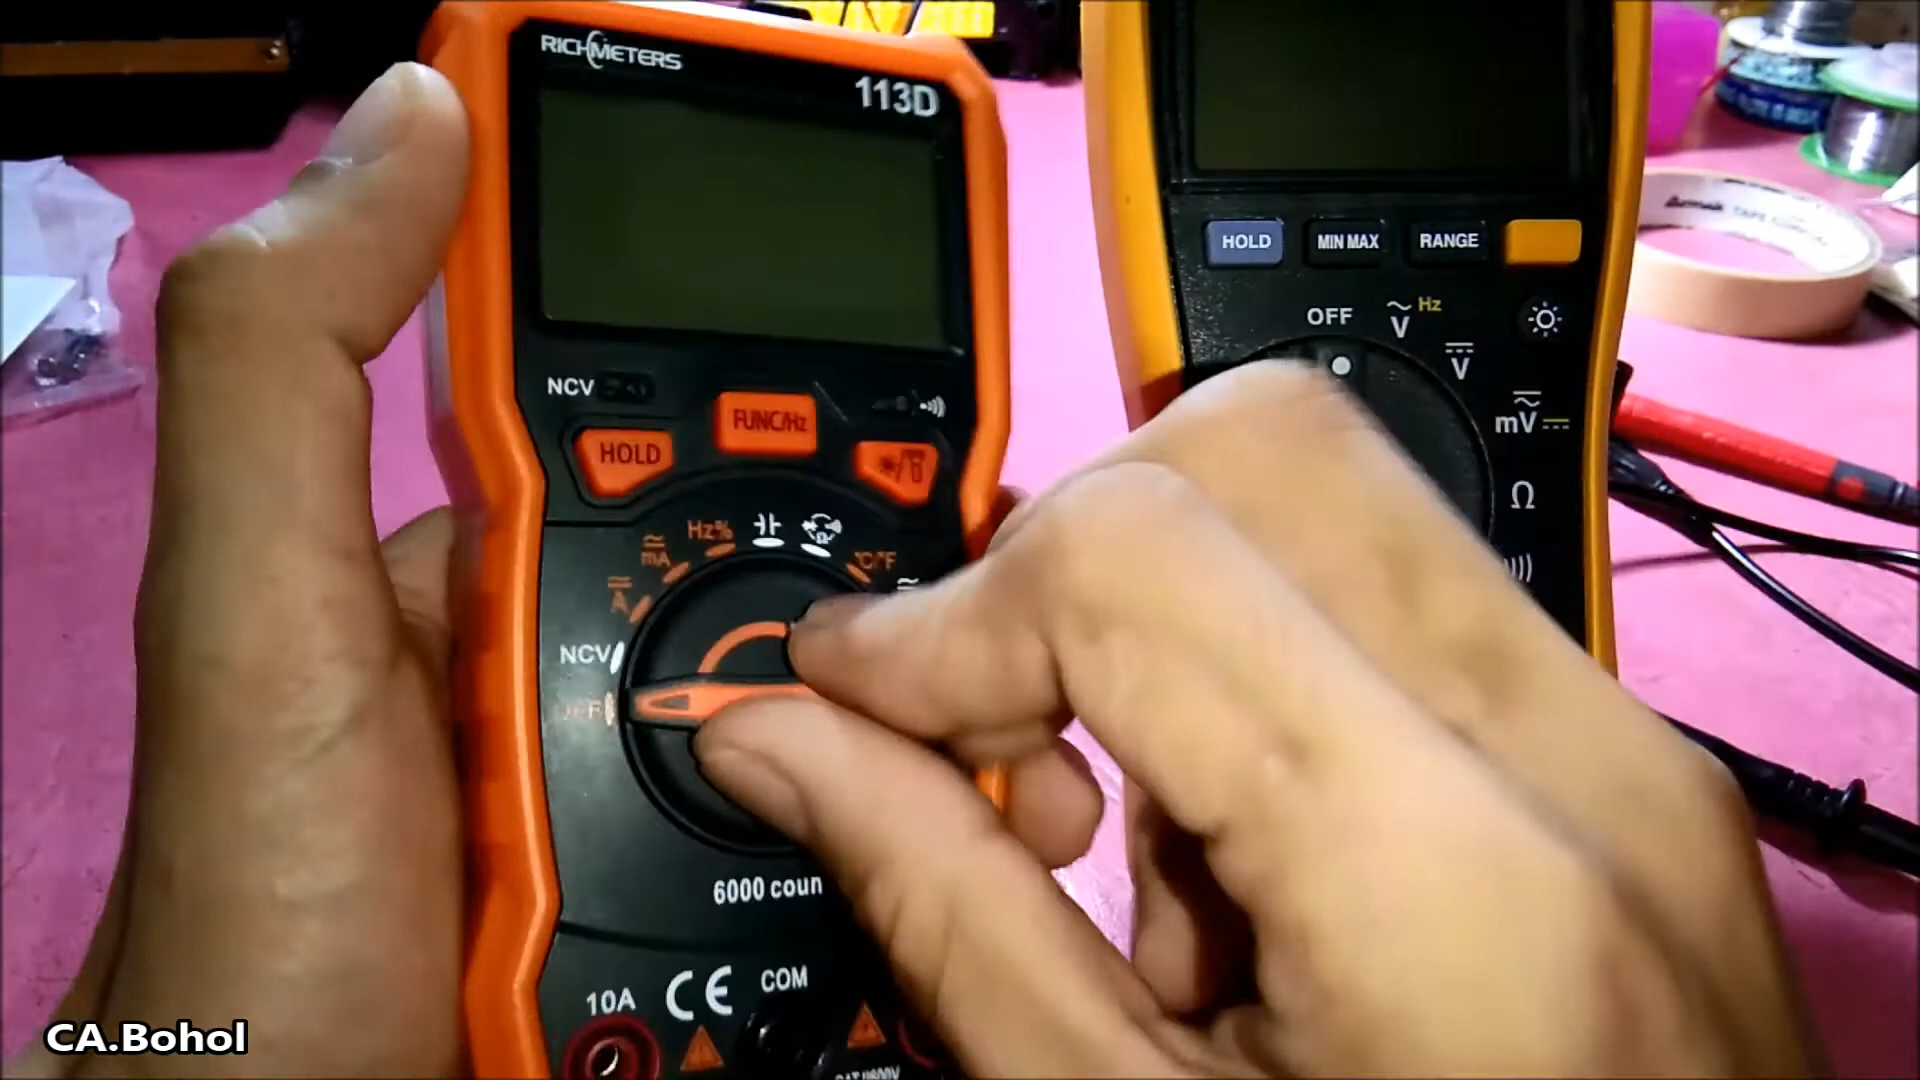 RICHMETERS
113D
NCV
HOLD
FUNC/Hz
Hz%
mA
°C°F
A
NCV
OFF
6000 coun
10A
CE
COM
HOLD
MIN MAX
RANGE
OFF
V Hz
V
mV
Ω
CA.Bohol